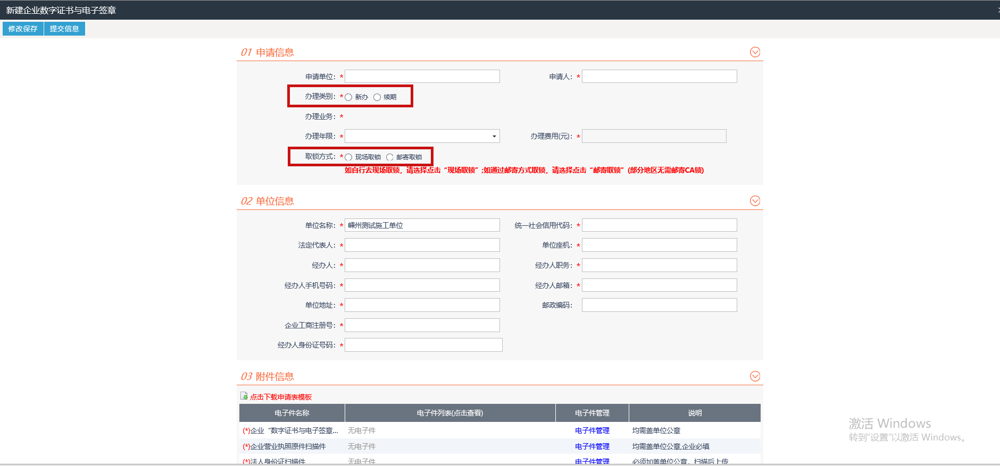 新建企业数字证书与电子签章
修改保存 提交信息
01 申请信息
申请单位：* 申请人：*
办理类别：* 新办 续期
办理业务：*
办理年限：* 办理费用(元)：*
取锁方式：* 现场取锁 邮寄取锁
如自行去现场取锁，请选择点击“现场取锁”;如通过邮寄方式取锁，请选择点击“邮寄取锁”(部分地区无需邮寄CA锁)
02 单位信息
单位名称：* 嵊州测试施工单位 统一社会信用代码：*
法定代表人：* 单位座机：*
经办人：* 经办人职务：*
经办人手机号码：* 经办人邮箱：*
单位地址：* 邮政编码：
企业工商注册号：*
经办人身份证号码：*
03 附件信息
点击下载申请表模板
电子件名称 电子件列表(点击查看) 电子件管理 说明
(*)企业“数字证书与电子签章... 无电子件 电子件管理 均需盖单位公章
(*)企业营业执照原件扫描件 无电子件 电子件管理 均需盖单位公章,企业必填
(*)法人身份证扫描件 无电子件 电子件管理 必须加盖单位公章，扫描后上传
激活 Windows
转到“设置”以激活 Windows。